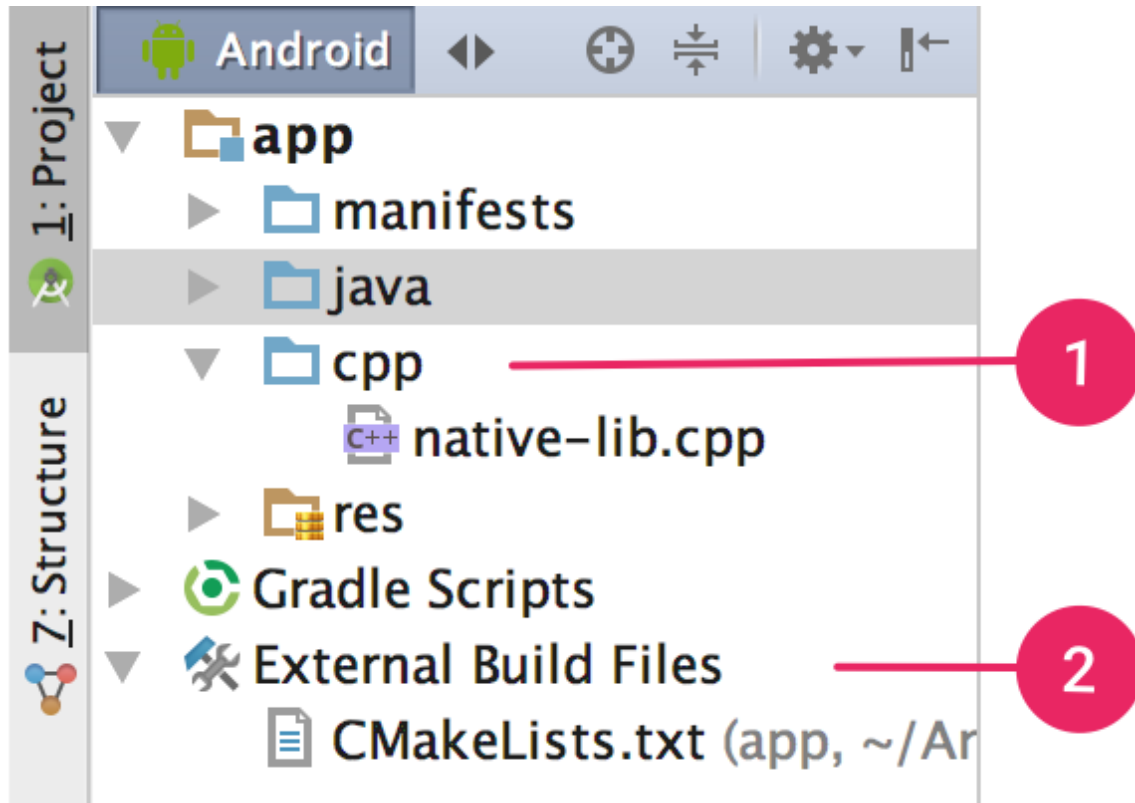 1: Project
Z: Structure
Android
app
manifests
java
cpp
1
C++ native-lib.cpp
res
Gradle Scripts
External Build Files
2
CMakeLists.txt (app, ~/Ar